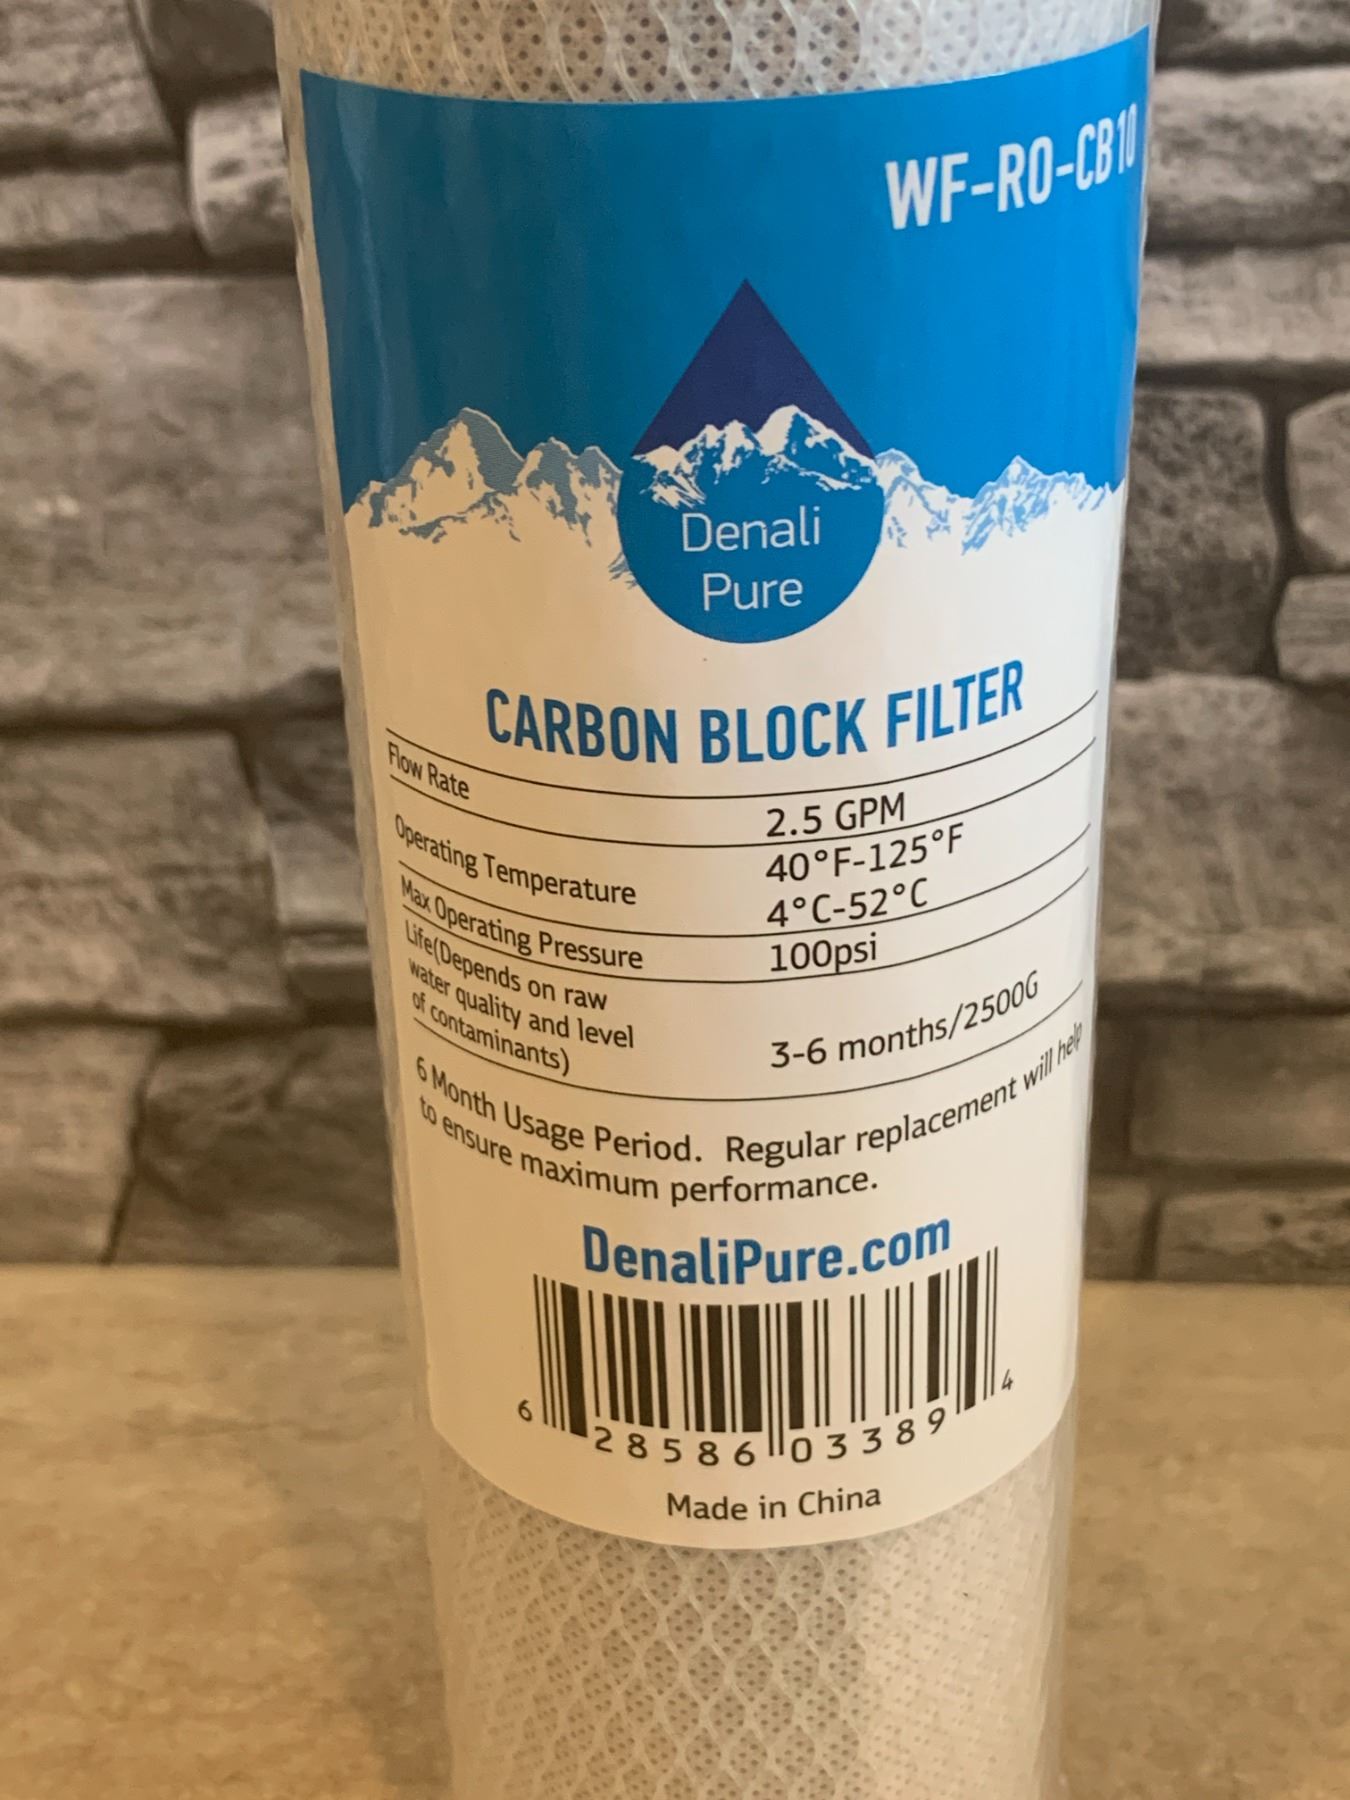 WF-RO-CB10
Denali
Pure
CARBON BLOCK FILTER
Flow Rate 2.5 GPM
Operating Temperature 40°F-125°F
4°C-52°C
Max Operating Pressure 100psi
Life(Depends on raw
water quality and level
of contaminants) 3-6 months/2500G
6 Month Usage Period. Regular replacement will help
to ensure maximum performance.
DenaliPure.com
6 28586 03389 4
Made in China